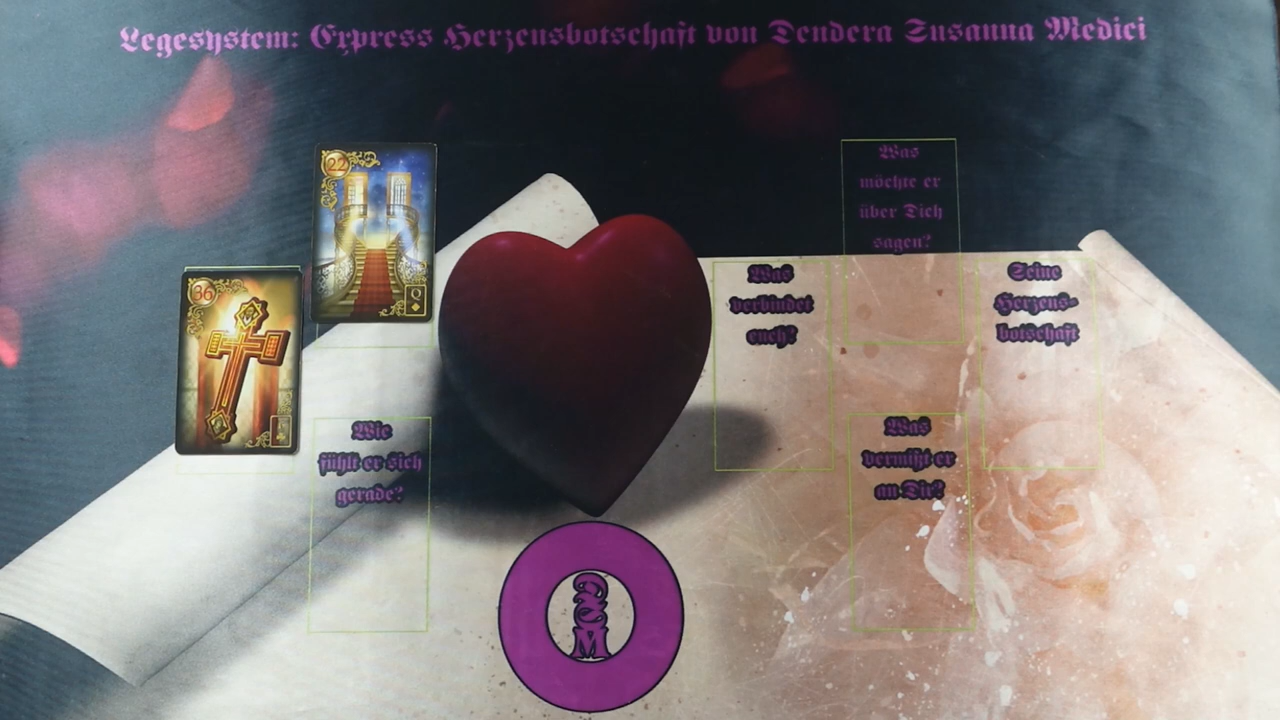 Legesystem: Express Herzensbotschaft von Dendera Susanna Medici
22
Q
36
Wie
fühlt er sich
gerade?
Was
verbindet
euch?
Was
möchte er
über Dich
sagen?
Was
vermißt er
an Dir?
Seine
Herzens-
botschaft